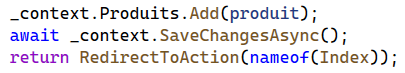 _context.Produits.Add(produit);
await _context.SaveChangesAsync();
return RedirectToAction(nameof(Index));